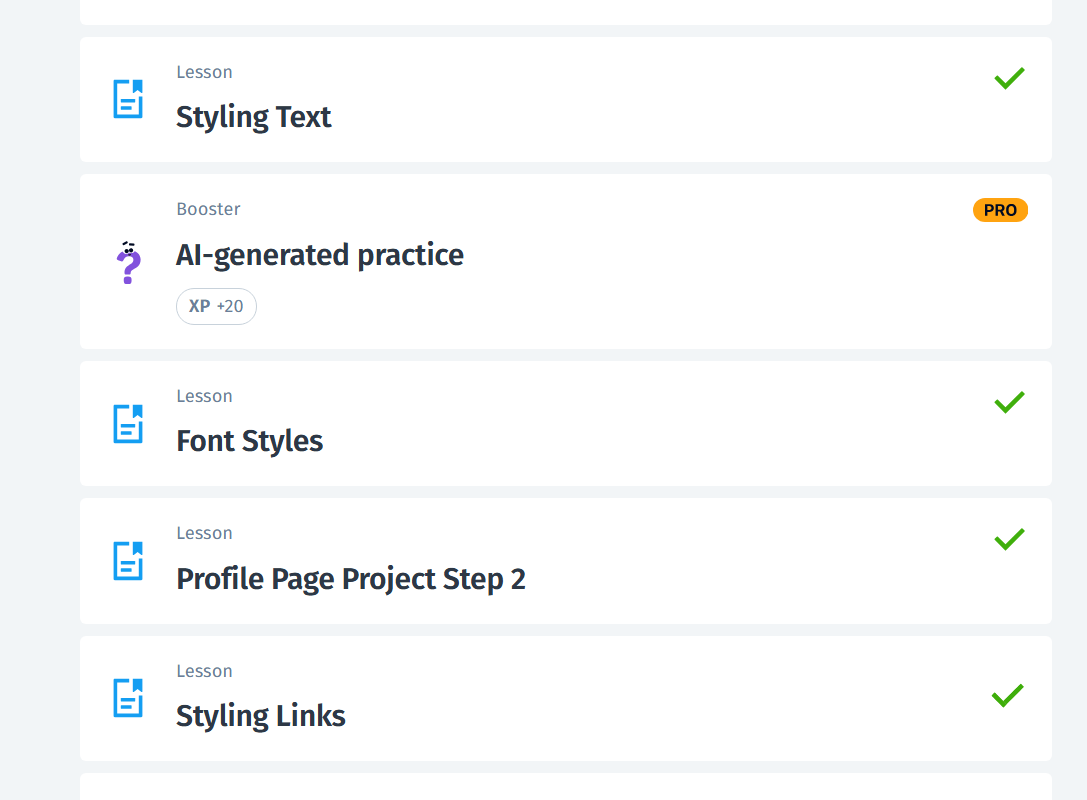 Lesson
Styling Text
Booster
PRO
AI-generated practice
XP +20
Lesson
Font Styles
Lesson
Profile Page Project Step 2
Lesson
Styling Links